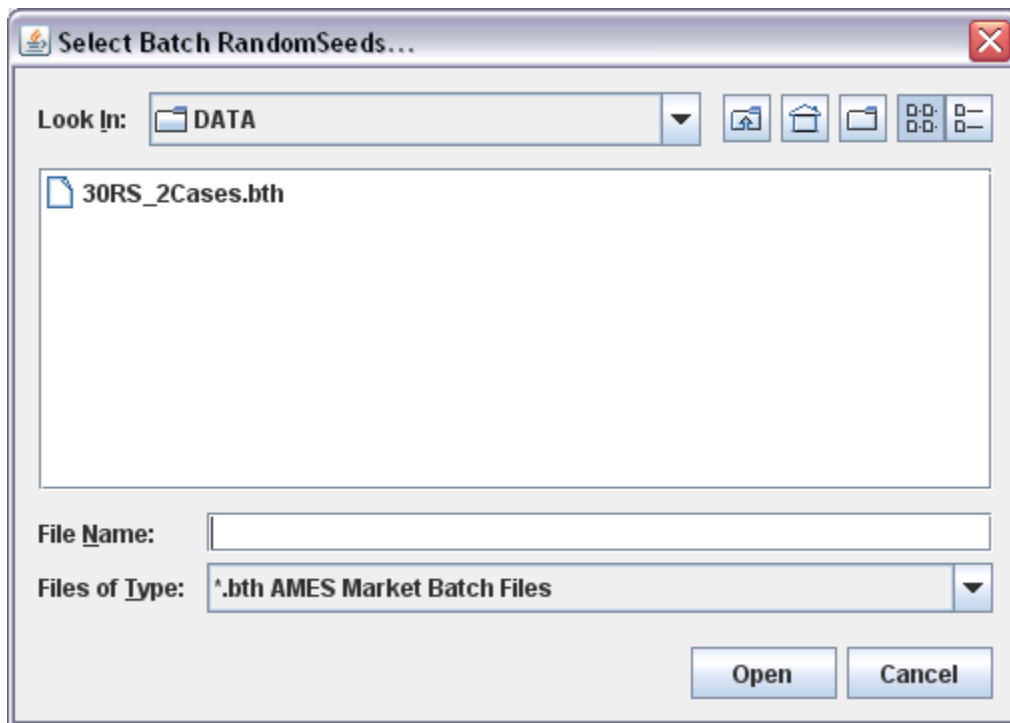 Select Batch RandomSeeds...
Look In: DATA
30RS_2Cases.bth
File Name:
Files of Type: *.bth AMES Market Batch Files
Open Cancel